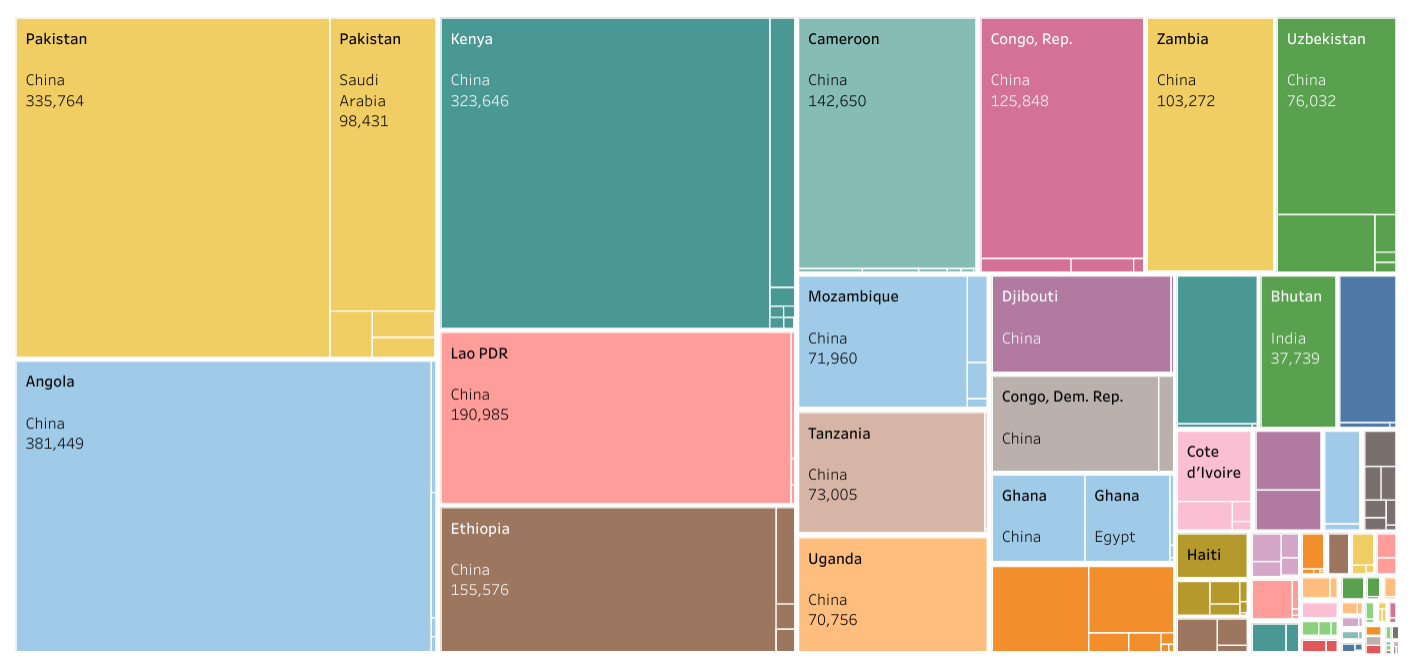 Pakistan
China
335,764
Pakistan
Saudi
Arabia
98,431
Angola
China
381,449
Kenya
China
323,646
Lao PDR
China
190,985
Ethiopia
China
155,576
Cameroon
China
142,650
Congo, Rep.
China
125,848
Zambia
China
103,272
Uzbekistan
China
76,032
Mozambique
China
71,960
Tanzania
China
73,005
Uganda
China
70,756
Djibouti
China
Congo, Dem. Rep.
China
Ghana
China
Ghana
Egypt
Bhutan
India
37,739
Cote
d’Ivoire
Haiti